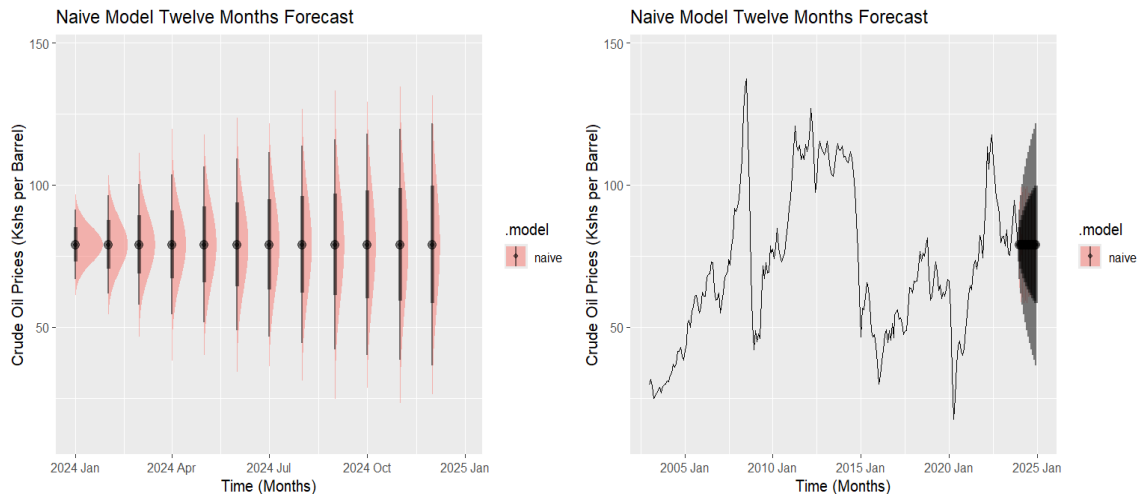 Naive Model Twelve Months Forecast
150
100
50
Crude Oil Prices (Kshs per Barrel)
2024 Jan
2024 Apr
2024 Jul
2024 Oct
2025 Jan
Time (Months)
.model
naive
Naive Model Twelve Months Forecast
150
100
50
Crude Oil Prices (Kshs per Barrel)
2005 Jan
2010 Jan
2015 Jan
2020 Jan
2025 Jan
Time (Months)
.model
naive